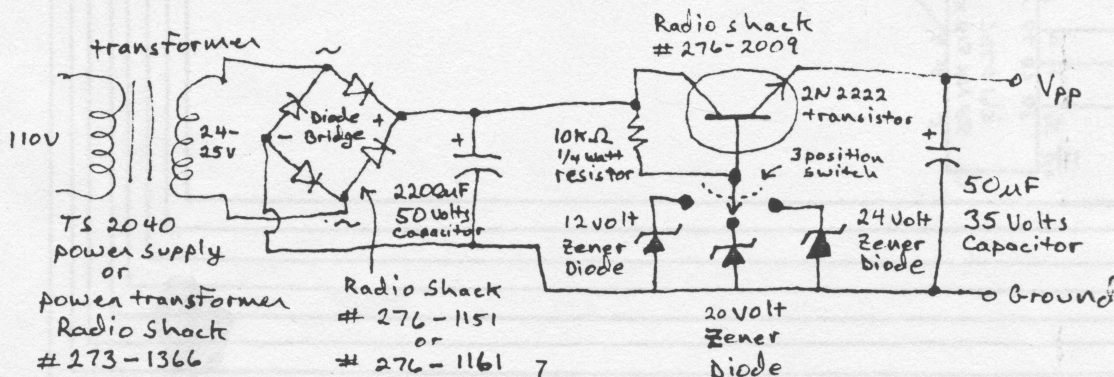 transformer
110V
24-
25V
TS 2040
power supply
or
power transformer
Radio Shack
# 273-1366
~
Diode
Bridge
-
+
~
Radio Shack
# 276-1151
or
# 276-1161
+
2200µF
50 volts
Capacitor
Radio shack
# 276-2009
2N2222
transistor
10KΩ
1/4 watt
resistor
3 position
switch
12 volt
Zener
Diode
20 Volt
Zener
Diode
24 Volt
Zener
Diode
+
50µF
35 Volts
Capacitor
Vpp
Ground
7